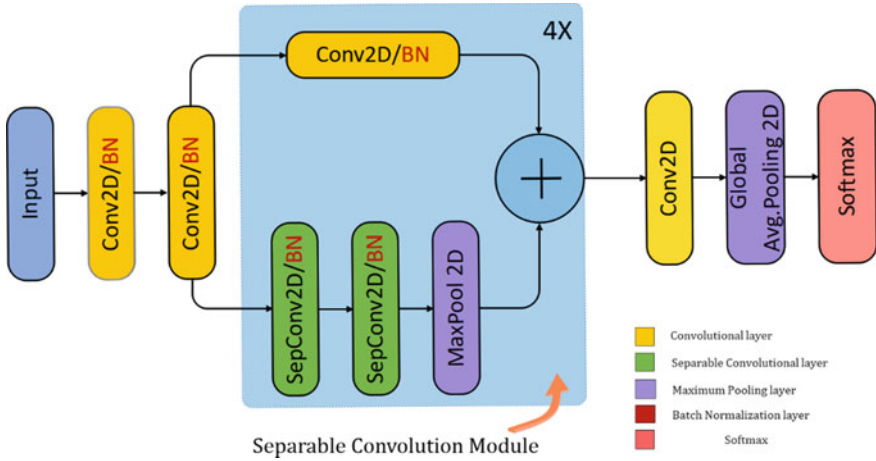 4X
Conv2D/BN
Input
Conv2D/BN
Conv2D/BN
SepConv2D/BN
SepConv2D/BN
MaxPool 2D
Conv2D
Global
Avg.Pooling 2D
Softmax
Convolutional layer
Separable Convolutional layer
Maximum Pooling layer
Batch Normalization layer
Softmax
Separable Convolution Module